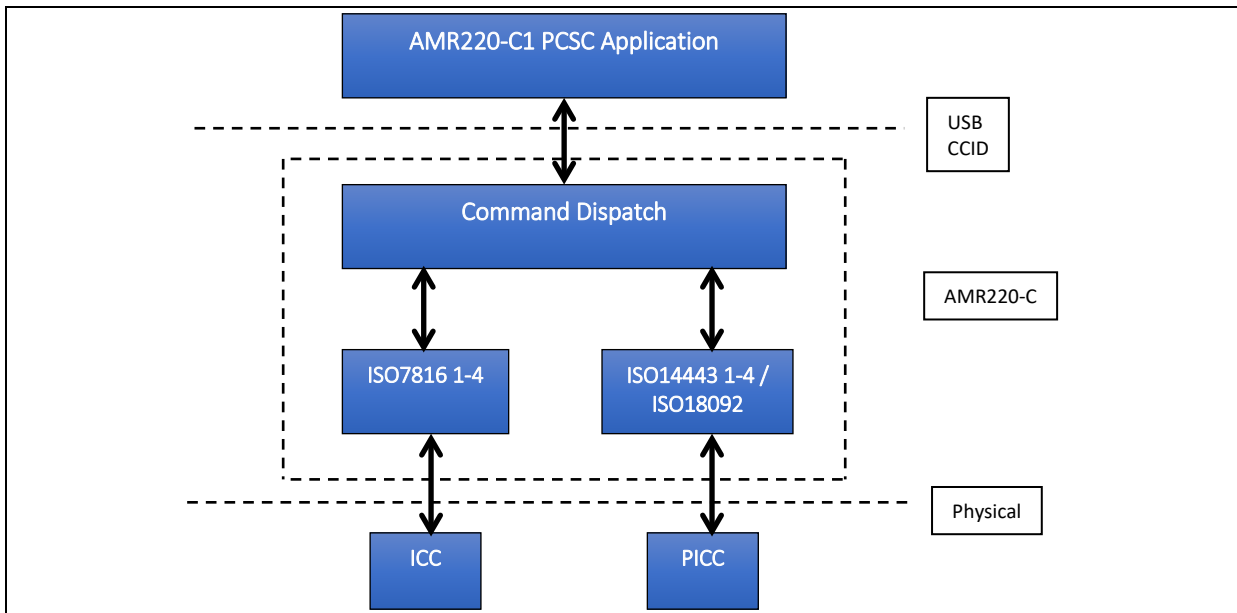 AMR220-C1 PCSC Application
USB
CCID
Command Dispatch
AMR220-C
ISO7816 1-4
ISO14443 1-4 /
ISO18092
Physical
ICC
PICC